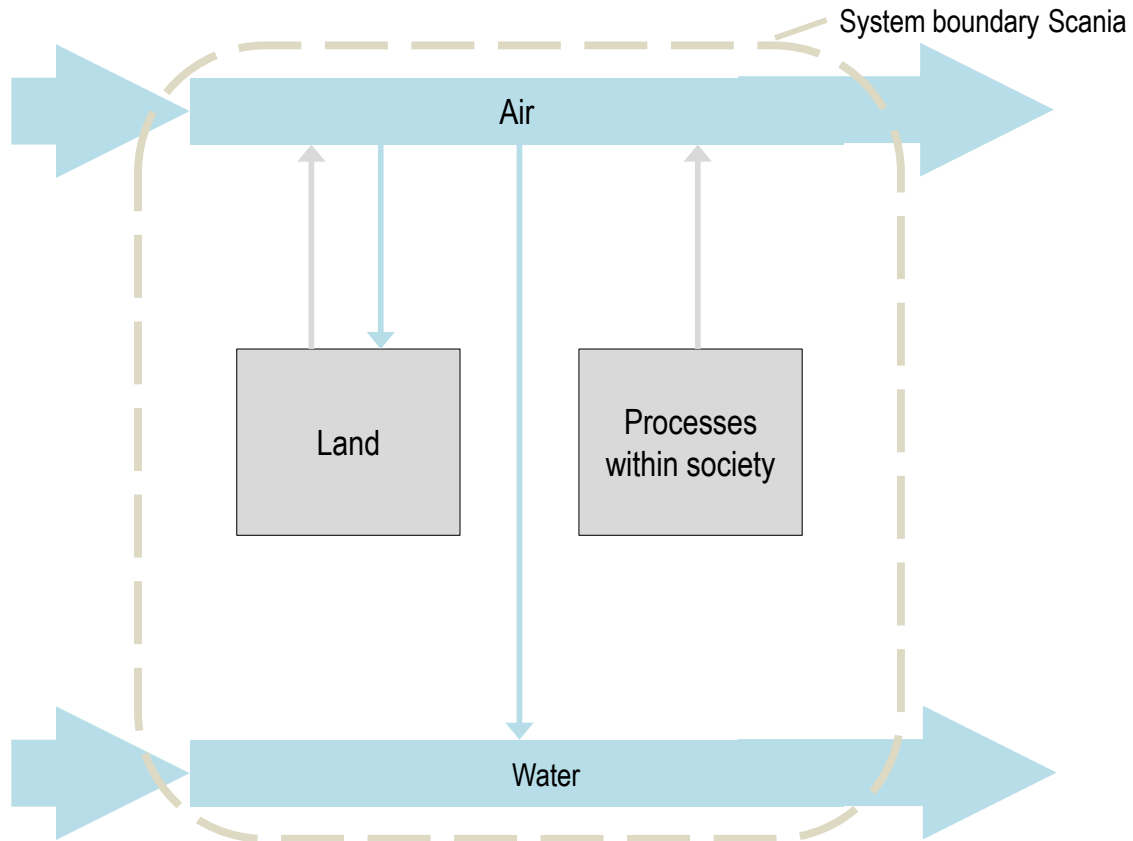 System boundary Scania
Air
Land
Processes
within society
Water